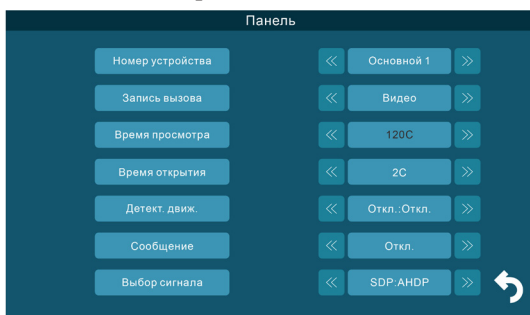 Панель
Номер устройства Основной 1
Запись вызова Видео
Время просмотра 120С
Время открытия 2С
Детект. движ. Откл.:Откл.
Сообщение Откл.
Выбор сигнала SDP:AHDP